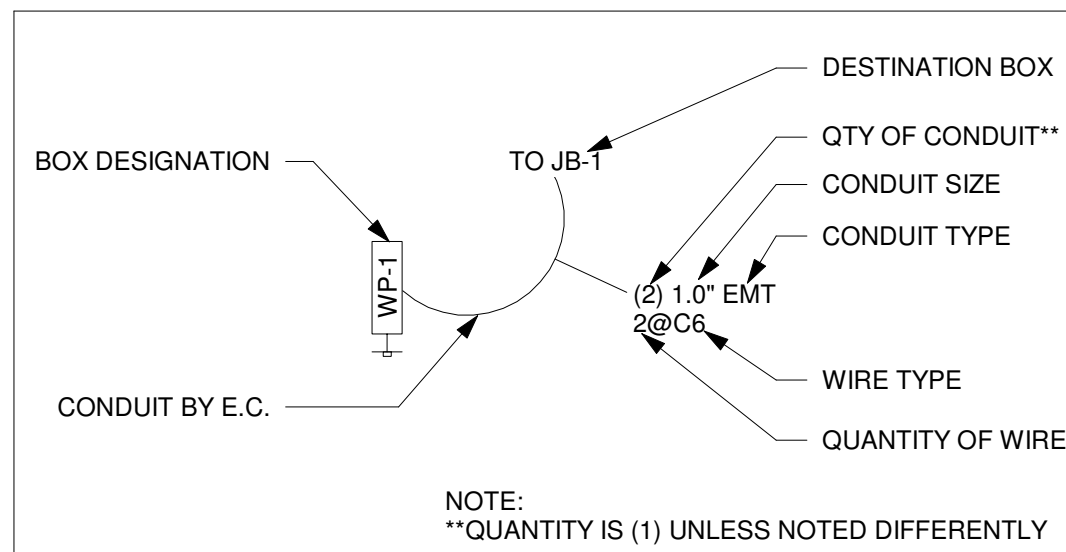 DESTINATION BOX
QTY OF CONDUIT**
BOX DESIGNATION
TO JB-1
CONDUIT SIZE
CONDUIT TYPE
WP-1
(2) 1.0" EMT
2@C6
WIRE TYPE
CONDUIT BY E.C.
QUANTITY OF WIRE
NOTE:
**QUANTITY IS (1) UNLESS NOTED DIFFERENTLY